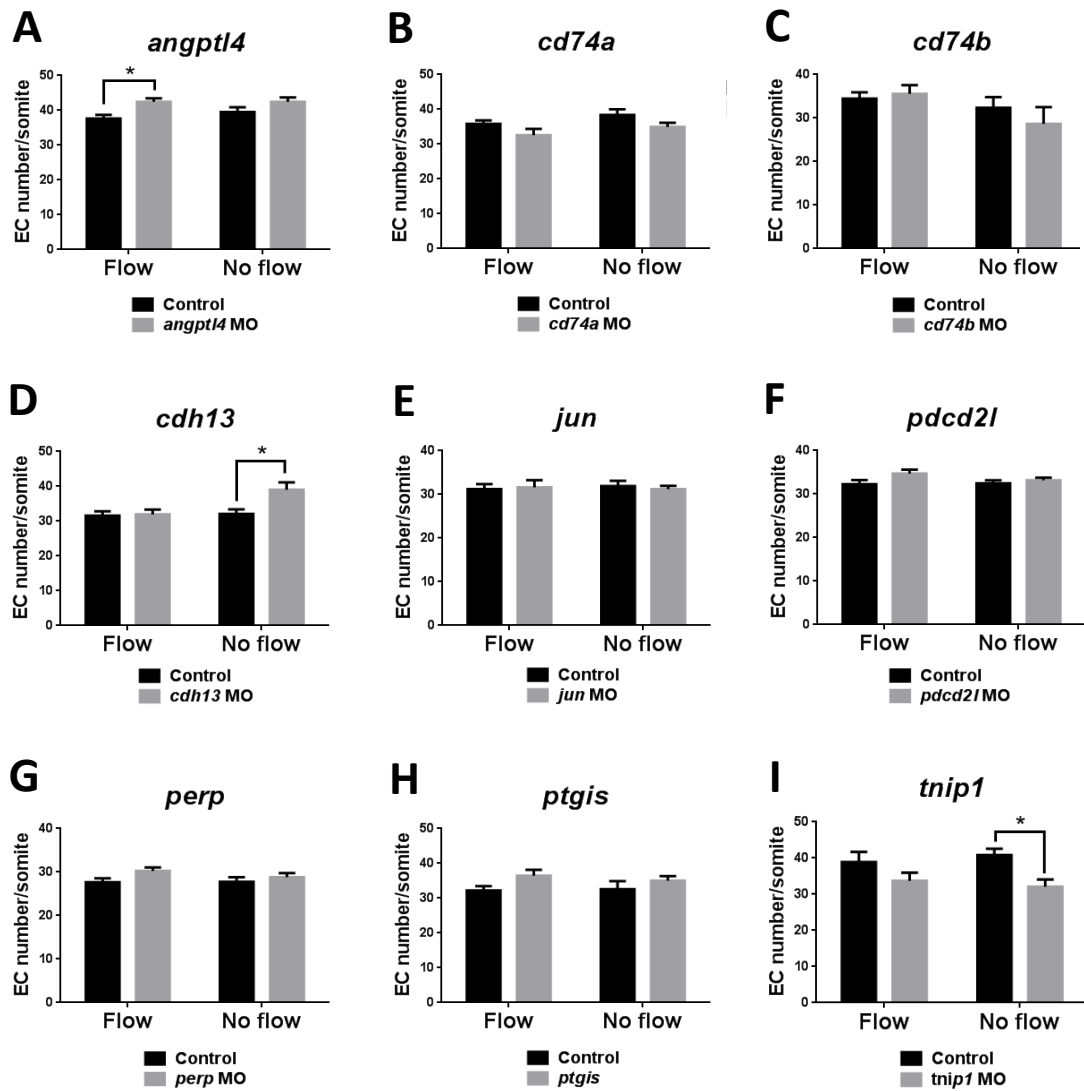 A
angptl4
EC number/somite
50
40
30
20
10
0
*
Flow
No flow
Control
angptl4 MO
B
cd74a
EC number/somite
50
40
30
20
10
0
Flow
No flow
Control
cd74a MO
C
cd74b
EC number/somite
40
30
20
10
0
Flow
No flow
Control
cd74b MO
D
cdh13
EC number/somite
50
40
30
20
10
0
*
Flow
No flow
Control
cdh13 MO
E
jun
EC number/somite
40
30
20
10
0
Flow
No flow
Control
jun MO
F
pdcd2l
EC number/somite
40
30
20
10
0
Flow
No flow
Control
pdcd2l MO
G
perp
EC number/somite
40
30
20
10
0
Flow
No flow
Control
perp MO
H
ptgis
EC number/somite
50
40
30
20
10
0
Flow
No flow
Control
ptgis
I
tnip1
EC number/somite
50
40
30
20
10
0
*
Flow
No flow
Control
tnip1 MO